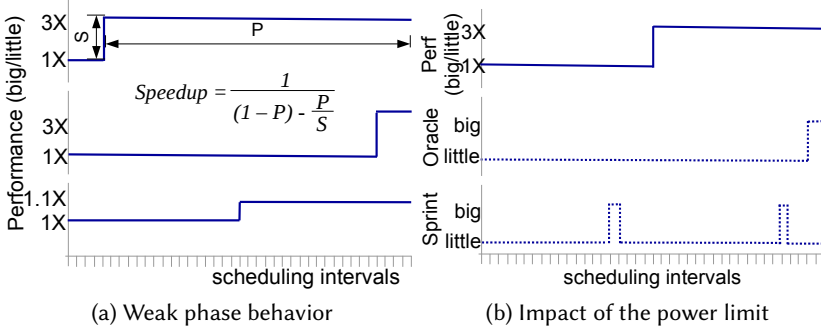 Performance (big/little)
3X
1X
S
P
Speedup = 1 / (1 – P) - P / S
3X
1X
1.1X
1X
scheduling intervals
(a) Weak phase behavior
Perf
(big/little)
3X
1X
Oracle
big
little
Sprint
big
little
scheduling intervals
(b) Impact of the power limit